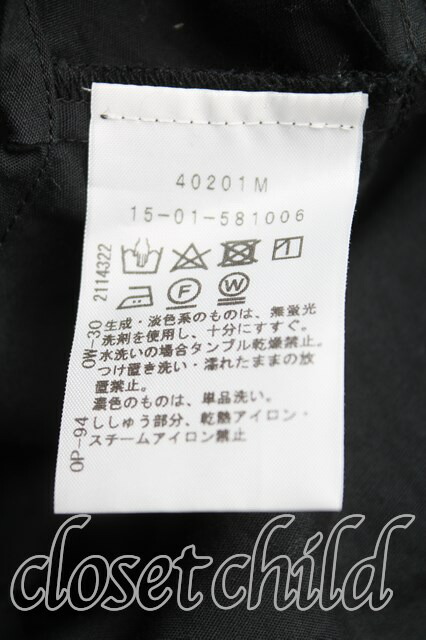 40201M
15-01-581006
F
W
OW-30 2114322
生成・淡色系のものは、無蛍光
洗剤を使用し、十分にすすぐ。
水洗いの場合タンブル乾燥禁止。
つけ置き洗い・濡れたままの放
置禁止。
濃色のものは、単品洗い。
OP-94
ししゅう部分、乾熱アイロン・
スチームアイロン禁止
closet child